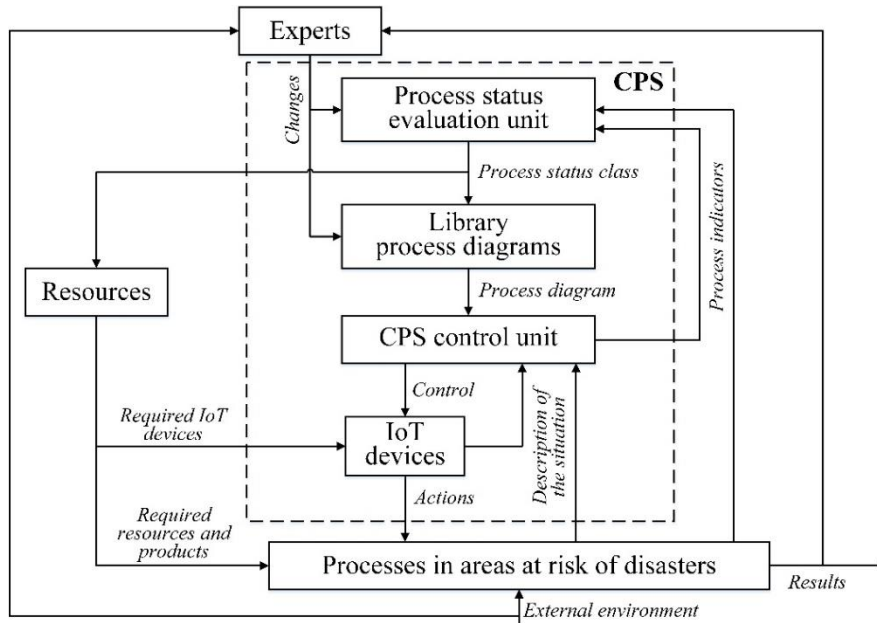 Experts
CPS
Changes
Process status
evaluation unit
Process status class
Process indicators
Library
process diagrams
Resources
Process diagram
CPS control unit
Control
Required IoT
devices
IoT
devices
Description of
the situation
Actions
Required
resources and
products
Processes in areas at risk of disasters
Results
External environment